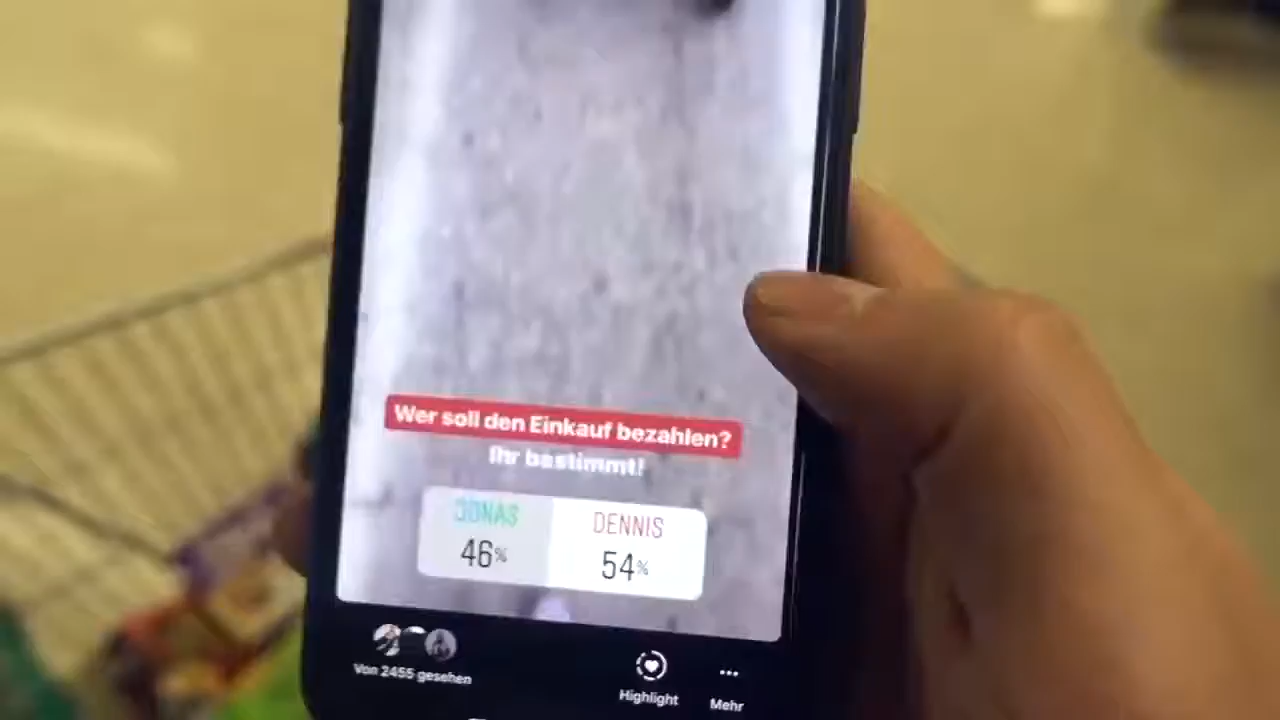 Wer soll den Einkauf bezahlen?
Ihr bestimmt!
JONAS
46%
DENNIS
54%
Von 2455 gesehen
Highlight
Mehr